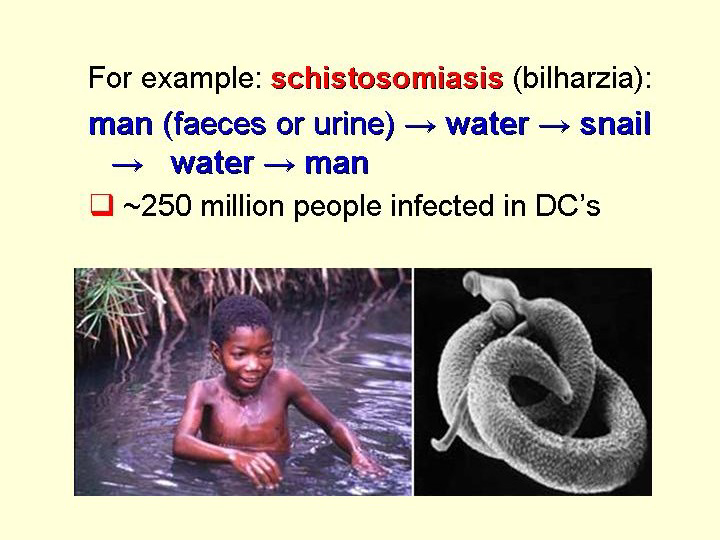 For example: schistosomiasis (bilharzia):
man (faeces or urine) → water → snail
→ water → man
❑ ~250 million people infected in DC’s